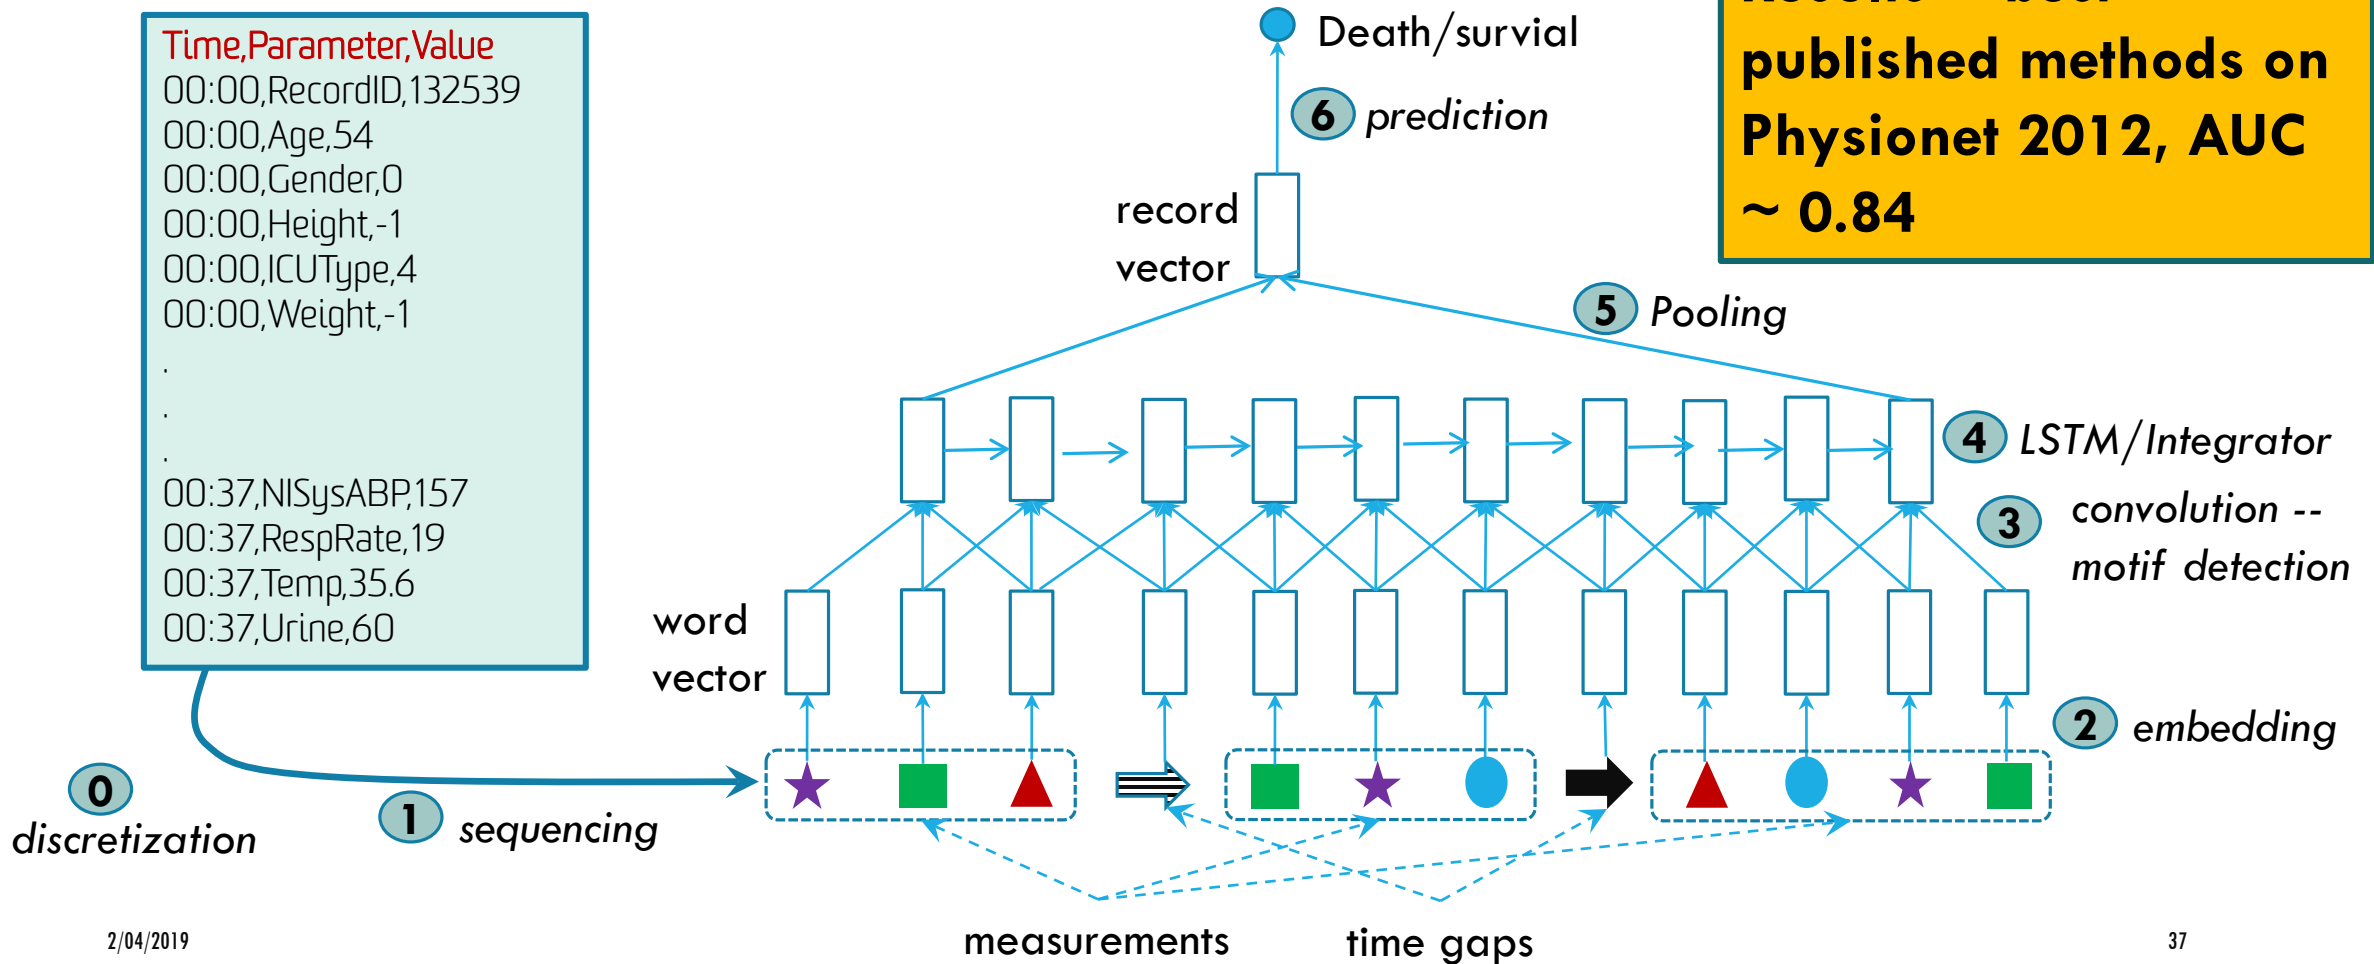 Time,Parameter,Value
00:00,RecordID,132539
00:00,Age,54
00:00,Gender,0
00:00,Height,-1
00:00,ICUType,4
00:00,Weight,-1
.
.
.
00:37,NISysABP,157
00:37,RespRate,19
00:37,Temp,35.6
00:37,Urine,60
Death/survial
published methods on
Physionet 2012, AUC
~ 0.84
6 prediction
record
vector
5 Pooling
4 LSTM/Integrator
3 convolution --
motif detection
word
vector
2 embedding
0
discretization
1 sequencing
measurements
time gaps
2/04/2019
37